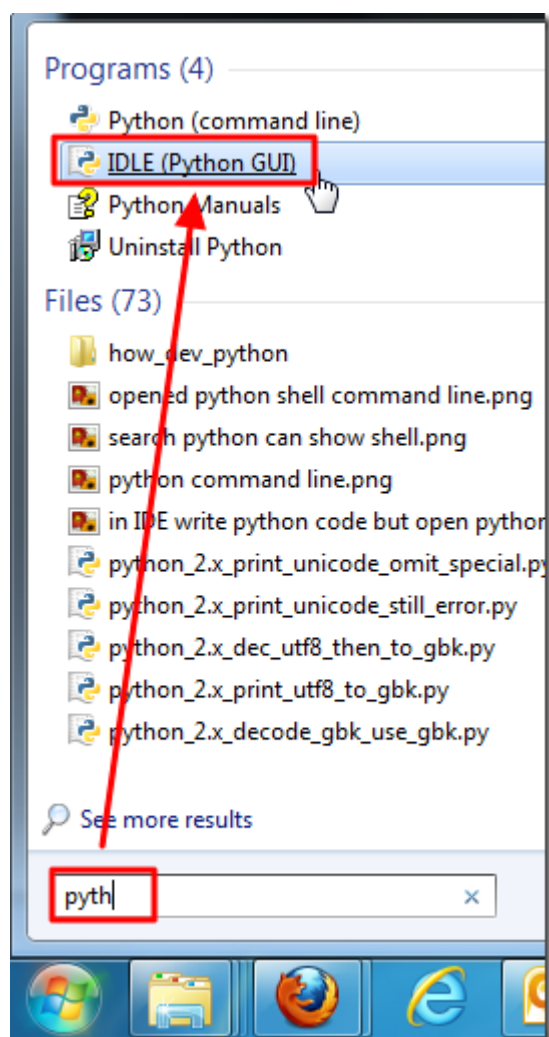 Programs (4)
Python (command line)
IDLE (Python GUI)
Python Manuals
Uninstall Python
Files (73)
how_dev_python
opened python shell command line.png
search python can show shell.png
python command line.png
in IDE write python code but open python
python_2.x_print_unicode_omit_special.py
python_2.x_print_unicode_still_error.py
python_2.x_dec_utf8_then_to_gbk.py
python_2.x_print_utf8_to_gbk.py
python_2.x_decode_gbk_use_gbk.py
See more results
pyth